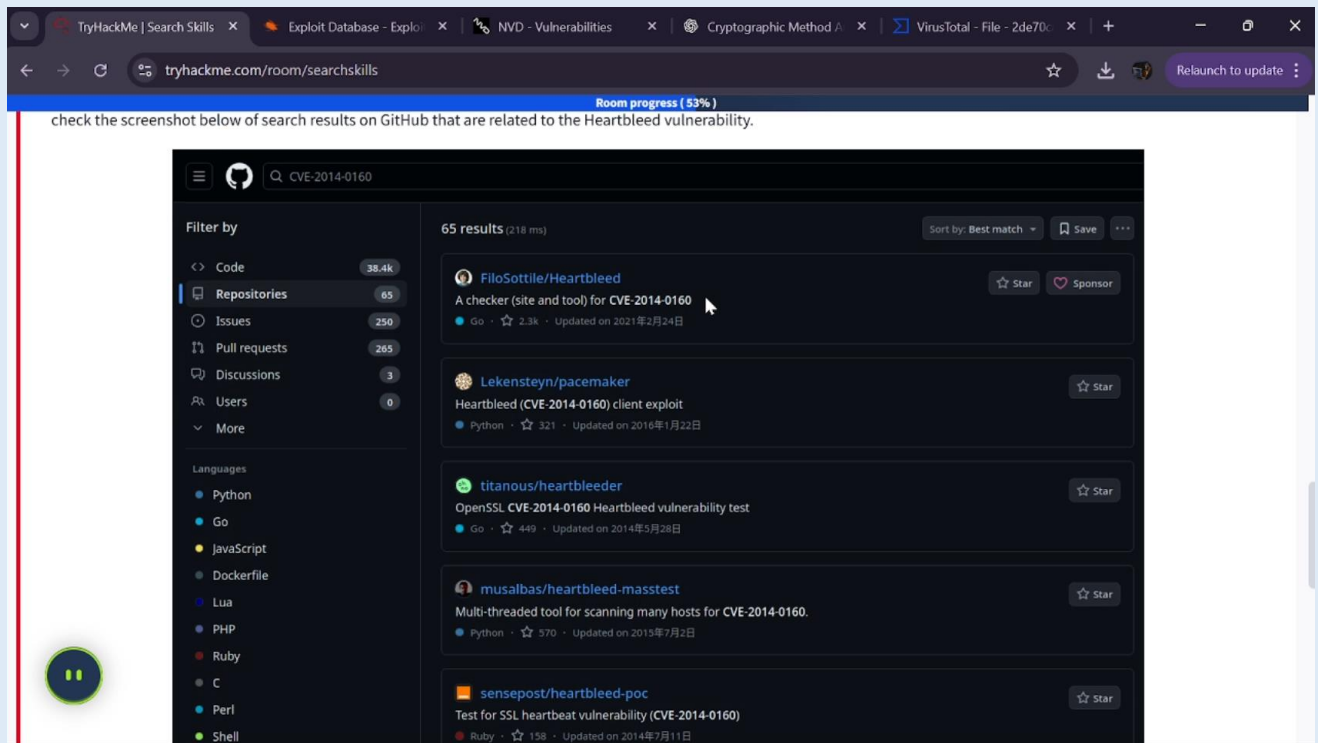 TryHackMe | Search Skills
Exploit Database - Exploi
NVD - Vulnerabilities
Cryptographic Method A
VirusTotal - File - 2de70c
tryhackme.com/room/searchskills
Relaunch to update
Room progress ( 53% )
check the screenshot below of search results on GitHub that are related to the Heartbleed vulnerability.
CVE-2014-0160
Filter by
Code 38.4k
Repositories 65
Issues 250
Pull requests 265
Discussions 3
Users 0
More
Languages
Python
Go
JavaScript
Dockerfile
Lua
PHP
Ruby
C
Perl
Shell
65 results (218 ms)
Sort by: Best match
Save
FiloSottile/Heartbleed
Star
Sponsor
A checker (site and tool) for CVE-2014-0160
Go · 2.3k · Updated on 2021年2月24日
Lekensteyn/pacemaker
Star
Heartbleed (CVE-2014-0160) client exploit
Python · 321 · Updated on 2016年1月22日
titanous/heartbleeder
Star
OpenSSL CVE-2014-0160 Heartbleed vulnerability test
Go · 449 · Updated on 2014年5月28日
musalbas/heartbleed-masstest
Star
Multi-threaded tool for scanning many hosts for CVE-2014-0160.
Python · 570 · Updated on 2015年7月2日
sensepost/heartbleed-poc
Star
Test for SSL heartbeat vulnerability (CVE-2014-0160)
Ruby · 158 · Updated on 2014年7月11日